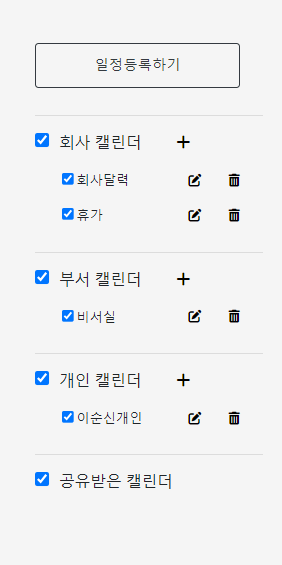 일정등록하기
회사 캘린더
회사달력
휴가
부서 캘린더
비서실
개인 캘린더
이순신개인
공유받은 캘린더